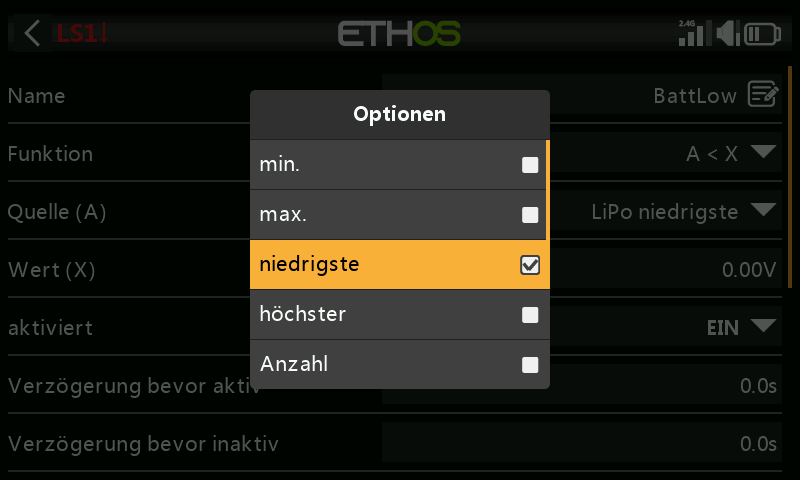 LS1↓ ETHOS 2.4G
Name BattLow
Optionen
Funktion A < X
min.
max.
Quelle (A) LiPo niedrigste
niedrigste
Wert (X) 0.00V
höchster
aktiviert EIN
Anzahl
Verzögerung bevor aktiv 0.0s
Verzögerung bevor inaktiv 0.0s